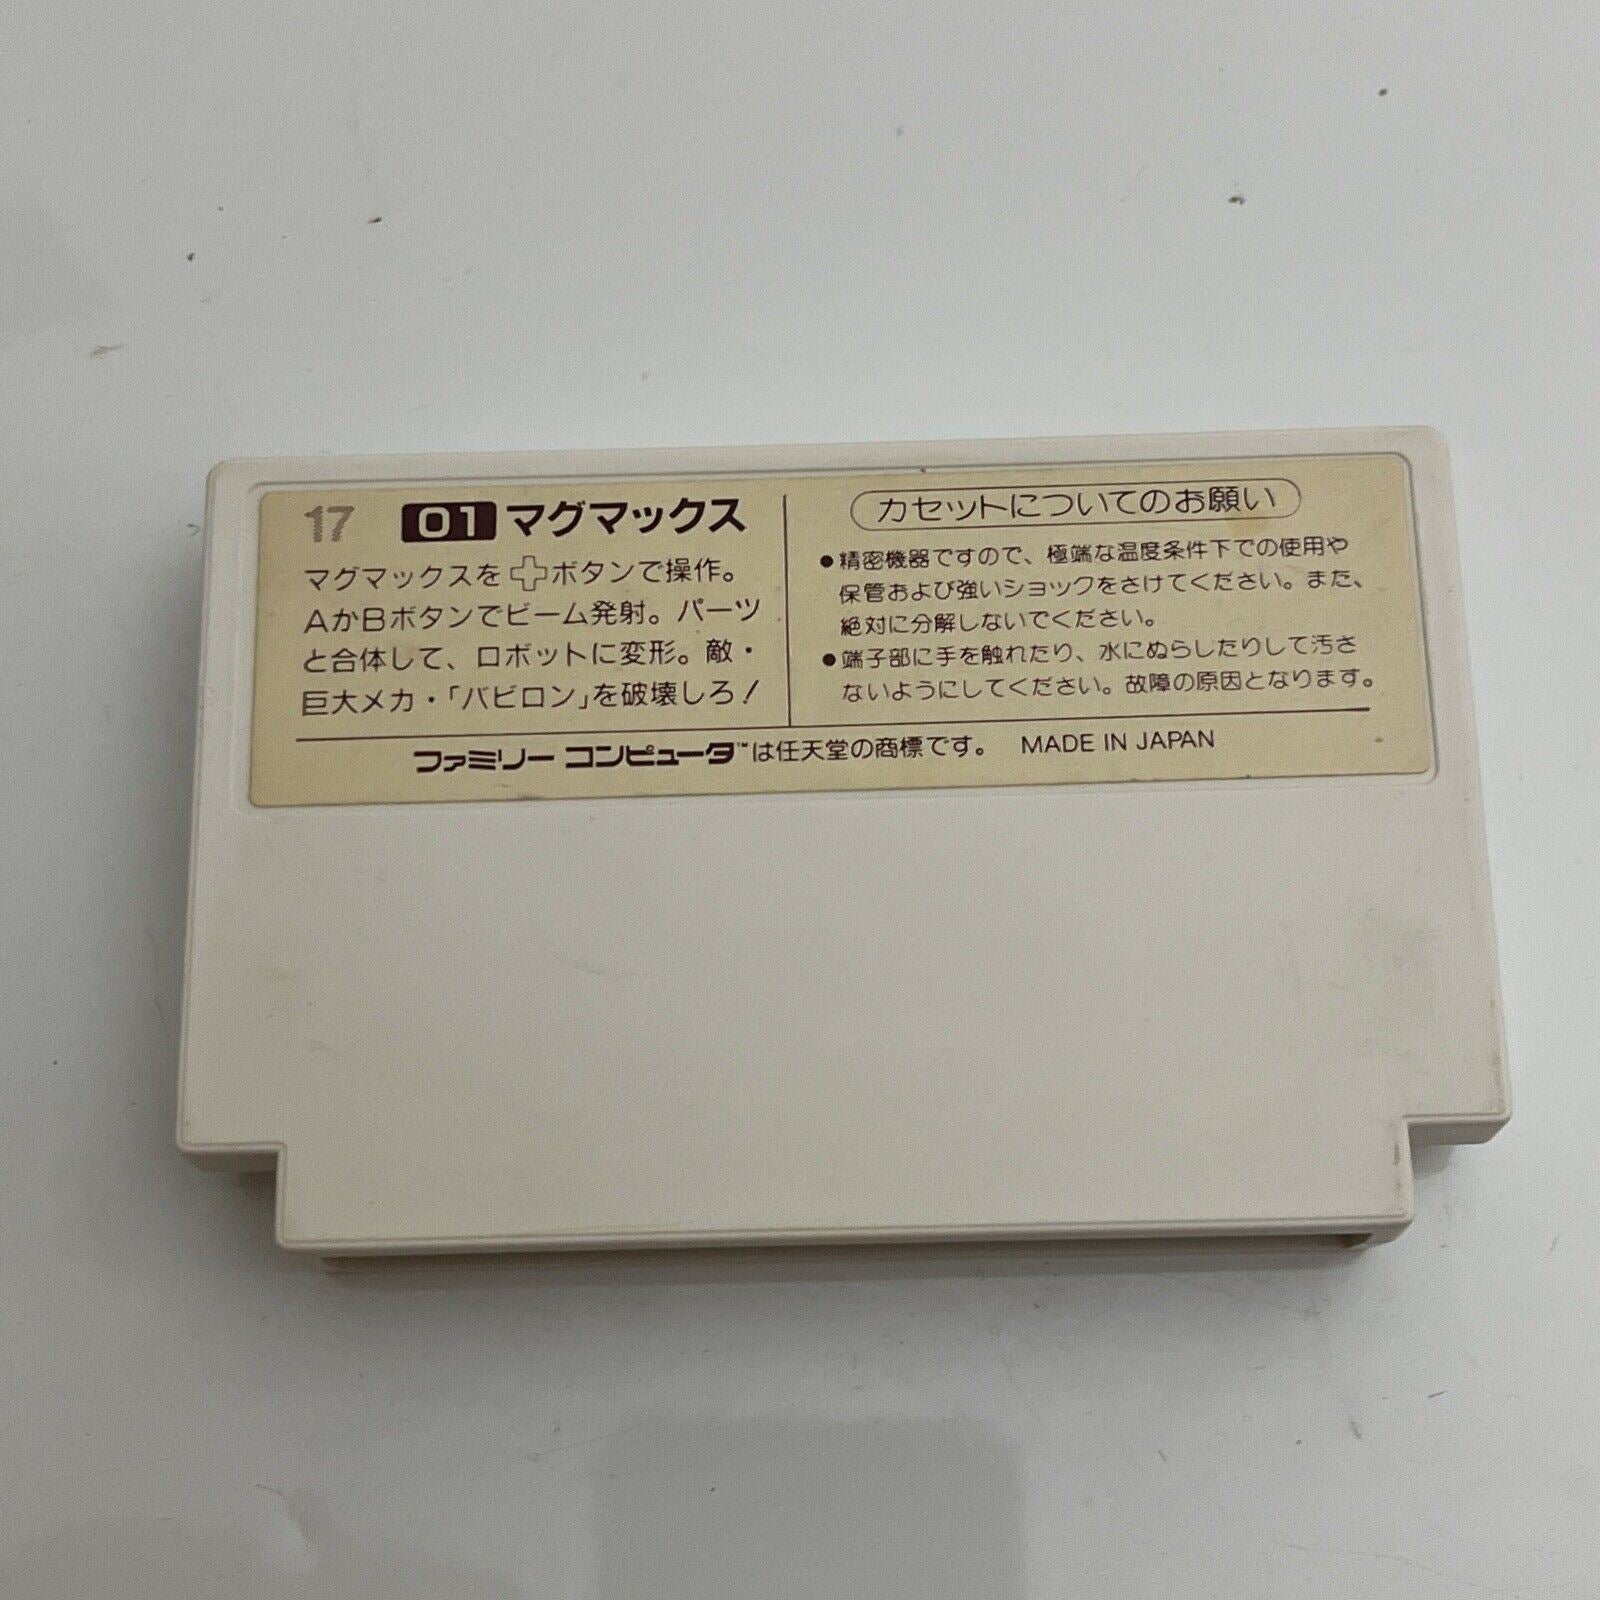 17 01 マグマックス
マグマックスを ボタンで操作。
AかBボタンでビーム発射。パーツ
と合体して、ロボットに変形。敵・
巨大メカ・「バビロン」を破壊しろ！
カセットについてのお願い
●精密機器ですので、極端な温度条件下での使用や
保管および強いショックをさけてください。また、
絶対に分解しないでください。
●端子部に手を触れたり、水にぬらしたりして汚さ
ないようにしてください。故障の原因となります。
ファミリー コンピュータ™は任天堂の商標です。 MADE IN JAPAN